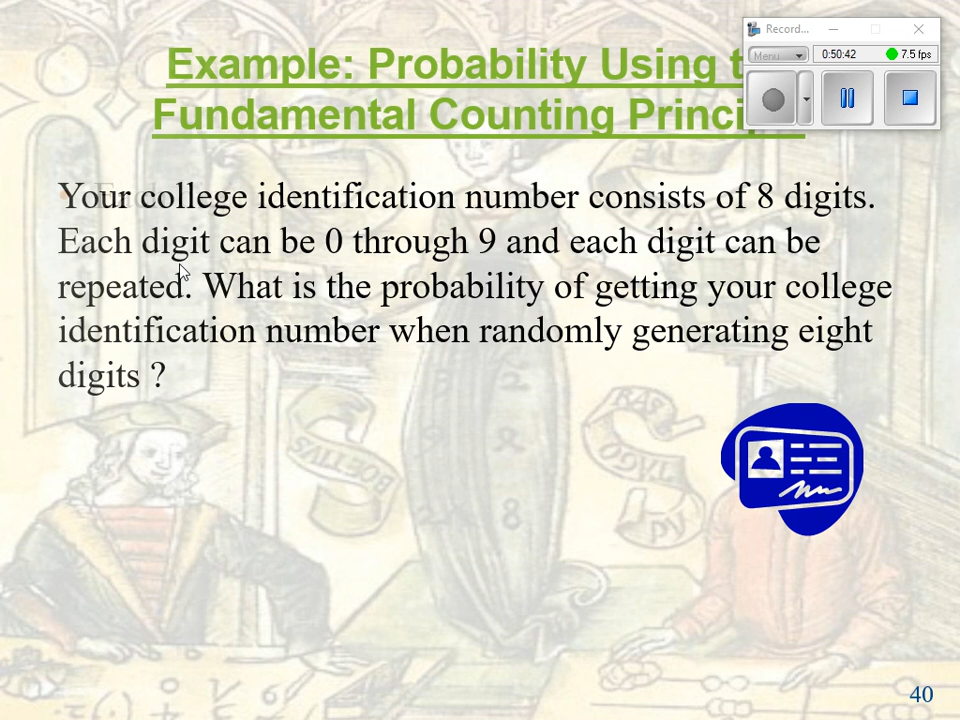 Example: Probability Using t
Fundamental Counting Princip
Record...
Menu
0:50:42
7.5 fps
Your college identification number consists of 8 digits.
Each digit can be 0 through 9 and each digit can be
repeated. What is the probability of getting your college
identification number when randomly generating eight
digits ?
40